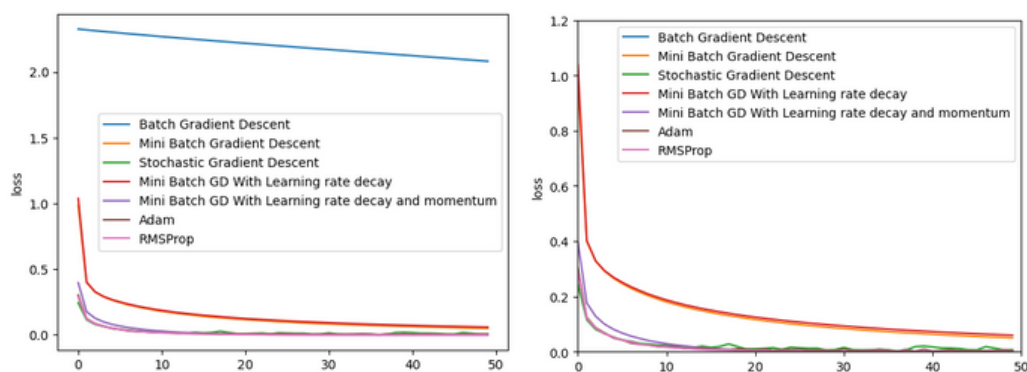 loss
2.0
1.5
1.0
0.5
0.0
0 10 20 30 40 50
Batch Gradient Descent
Mini Batch Gradient Descent
Stochastic Gradient Descent
Mini Batch GD With Learning rate decay
Mini Batch GD With Learning rate decay and momentum
Adam
RMSProp
loss
1.2
1.0
0.8
0.6
0.4
0.2
0.0
0 10 20 30 40 50
Batch Gradient Descent
Mini Batch Gradient Descent
Stochastic Gradient Descent
Mini Batch GD With Learning rate decay
Mini Batch GD With Learning rate decay and momentum
Adam
RMSProp